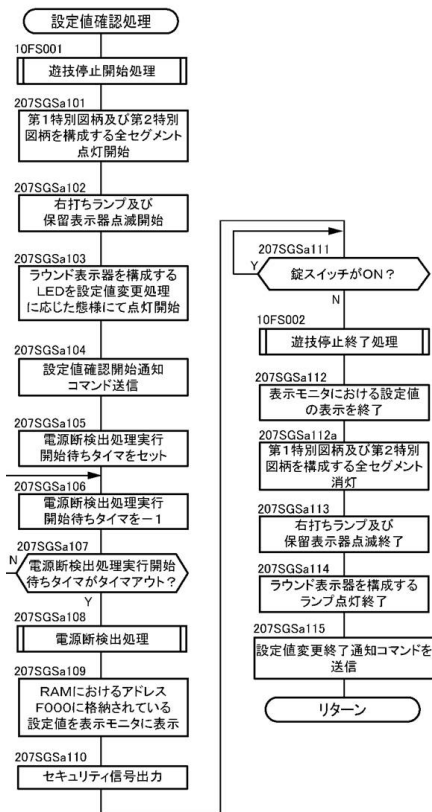 設定値確認処理
10FS001
遊技停止開始処理
207SGSa101
第1特別図柄及び第2特別
図柄を構成する全セグメント
点灯開始
207SGSa102
右打ちランプ及び
保留表示器点滅開始
207SGSa103
ラウンド表示器を構成する
LEDを設定値変更処理
に応じた態様にて点灯開始
207SGSa104
設定値確認開始通知
コマンド送信
207SGSa105
電源断検出処理実行
開始待ちタイマをセット
207SGSa106
電源断検出処理実行
開始待ちタイマを－1
207SGSa107
N
電源断検出処理実行開始
待ちタイマがタイムアウト？
Y
207SGSa108
電源断検出処理
207SGSa109
RAMにおけるアドレス
F000に格納されている
設定値を表示モニタに表示
207SGSa110
セキュリティ信号出力
207SGSa111
Y
錠スイッチがON？
N
10FS002
遊技停止終了処理
207SGSa112
表示モニタにおける設定値
の表示を終了
207SGSa112a
第1特別図柄及び第2特別
図柄を構成する全セグメント
消灯
207SGSa113
右打ちランプ及び
保留表示器点滅終了
207SGSa114
ラウンド表示器を構成する
ランプ点灯終了
207SGSa115
設定値変更終了通知コマンドを
送信
リターン